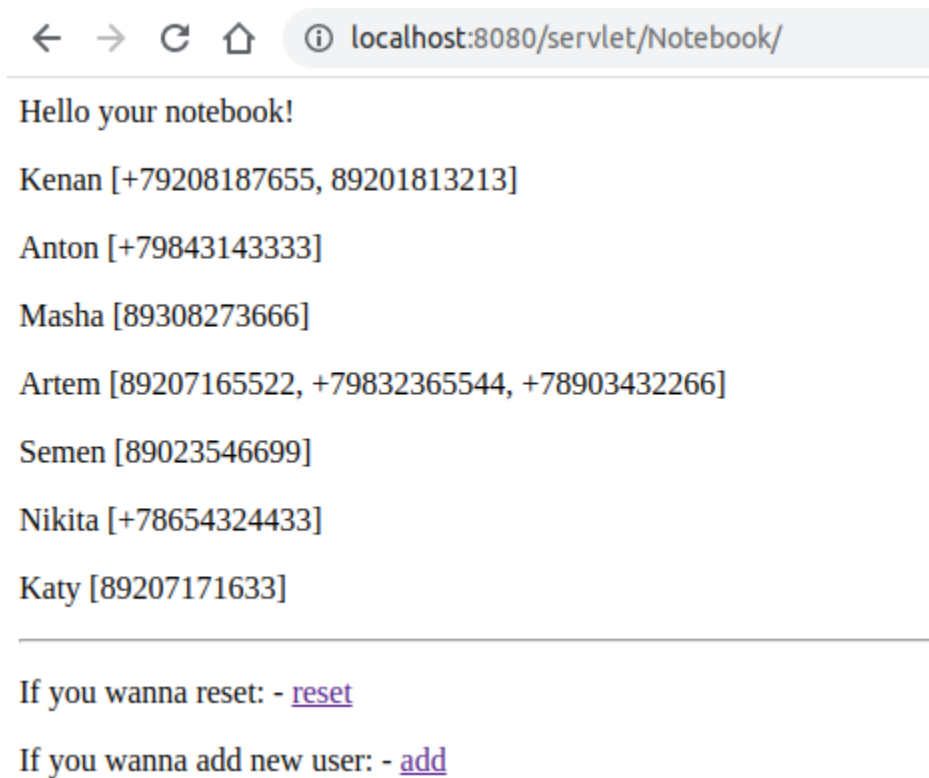 localhost:8080/servlet/Notebook/
Hello your notebook!
Kenan [+79208187655, 89201813213]
Anton [+79843143333]
Masha [89308273666]
Artem [89207165522, +79832365544, +78903432266]
Semen [89023546699]
Nikita [+78654324433]
Katy [89207171633]
If you wanna reset: - reset
If you wanna add new user: - add